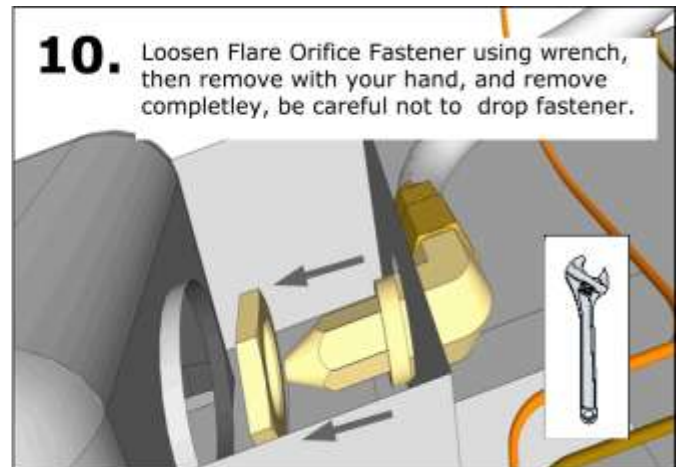 10. Loosen Flare Orifice Fastener using wrench,
then remove with your hand, and remove
completley, be careful not to drop fastener.